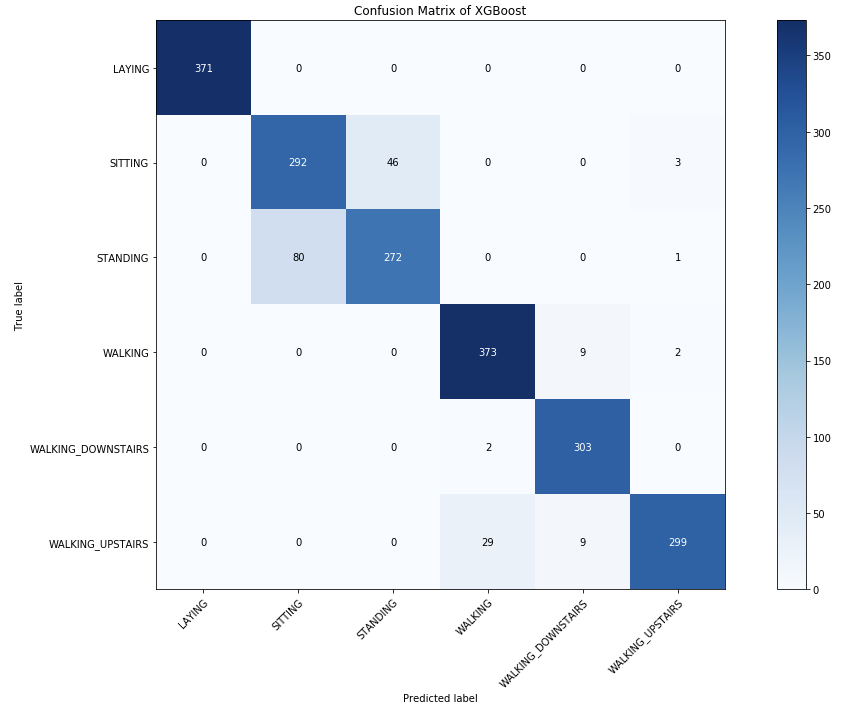 Confusion Matrix of XGBoost
LAYING 371 0 0 0 0 0
SITTING 0 292 46 0 0 3
STANDING 0 80 272 0 0 1
WALKING 0 0 0 373 9 2
WALKING_DOWNSTAIRS 0 0 0 2 303 0
WALKING_UPSTAIRS 0 0 0 29 9 299
True label
LAYING SITTING STANDING WALKING WALKING_DOWNSTAIRS WALKING_UPSTAIRS
Predicted label
350
300
250
200
150
100
50
0